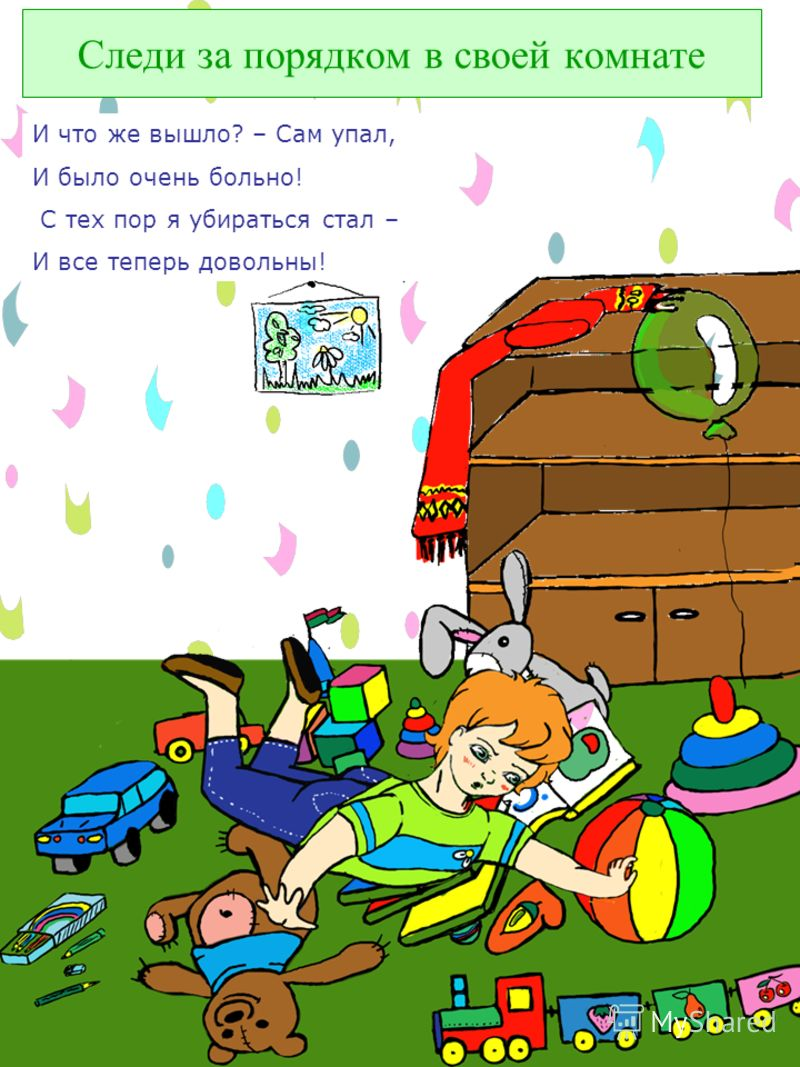 Следи за порядком в своей комнате
И что же вышло? – Сам упал,
И было очень больно!
С тех пор я убираться стал –
И все теперь довольны!
MyShared